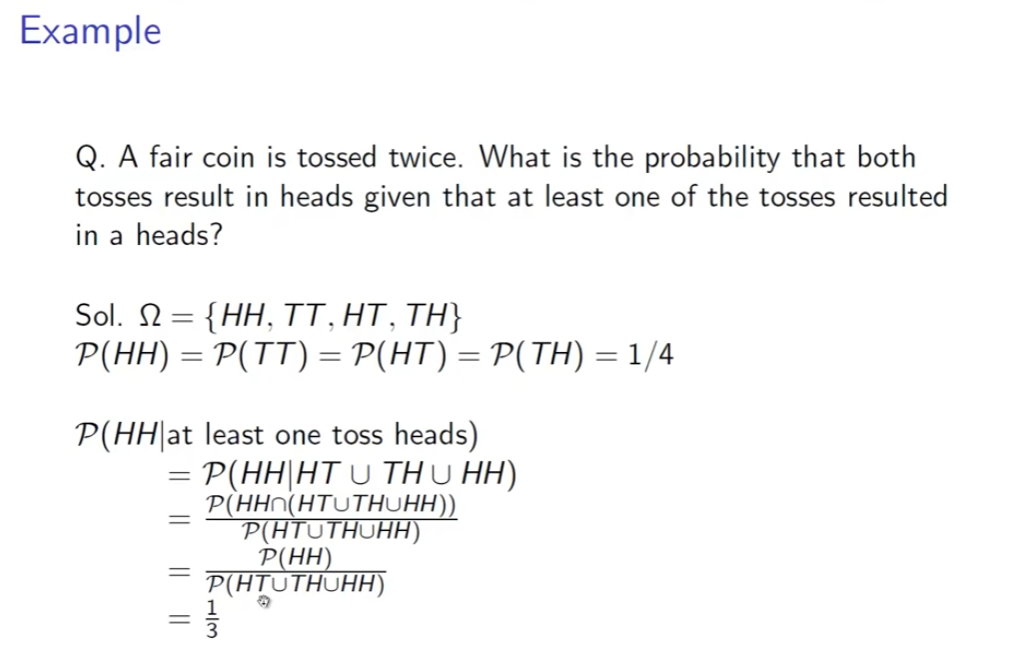 Example
Q. A fair coin is tossed twice. What is the probability that both
tosses result in heads given that at least one of the tosses resulted
in a heads?
Sol. Ω = {HH, TT, HT, TH}
P(HH) = P(TT) = P(HT) = P(TH) = 1/4
P(HH|at least one toss heads)
= P(HH|HT ∪ TH ∪ HH)
= P(HH∩(HT∪TH∪HH))
P(HT∪TH∪HH)
= P(HH)
P(HT∪TH∪HH)
= 1
3